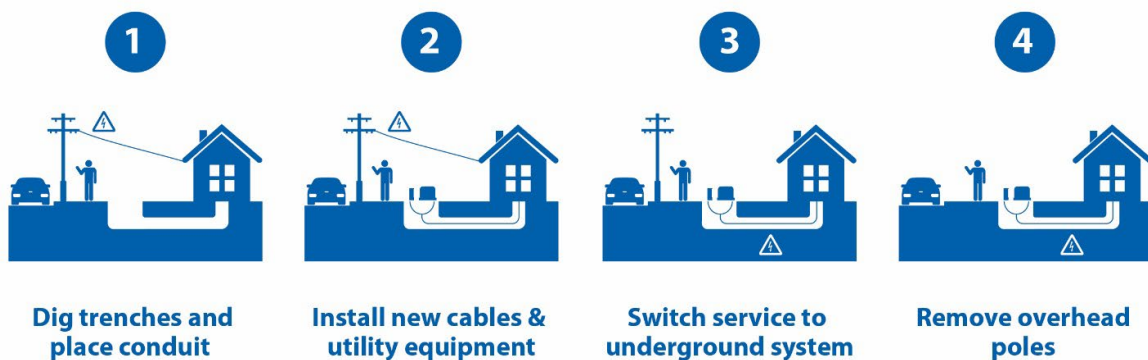 1
2
3
4
Dig trenches and
place conduit
Install new cables &
utility equipment
Switch service to
underground system
Remove overhead
poles